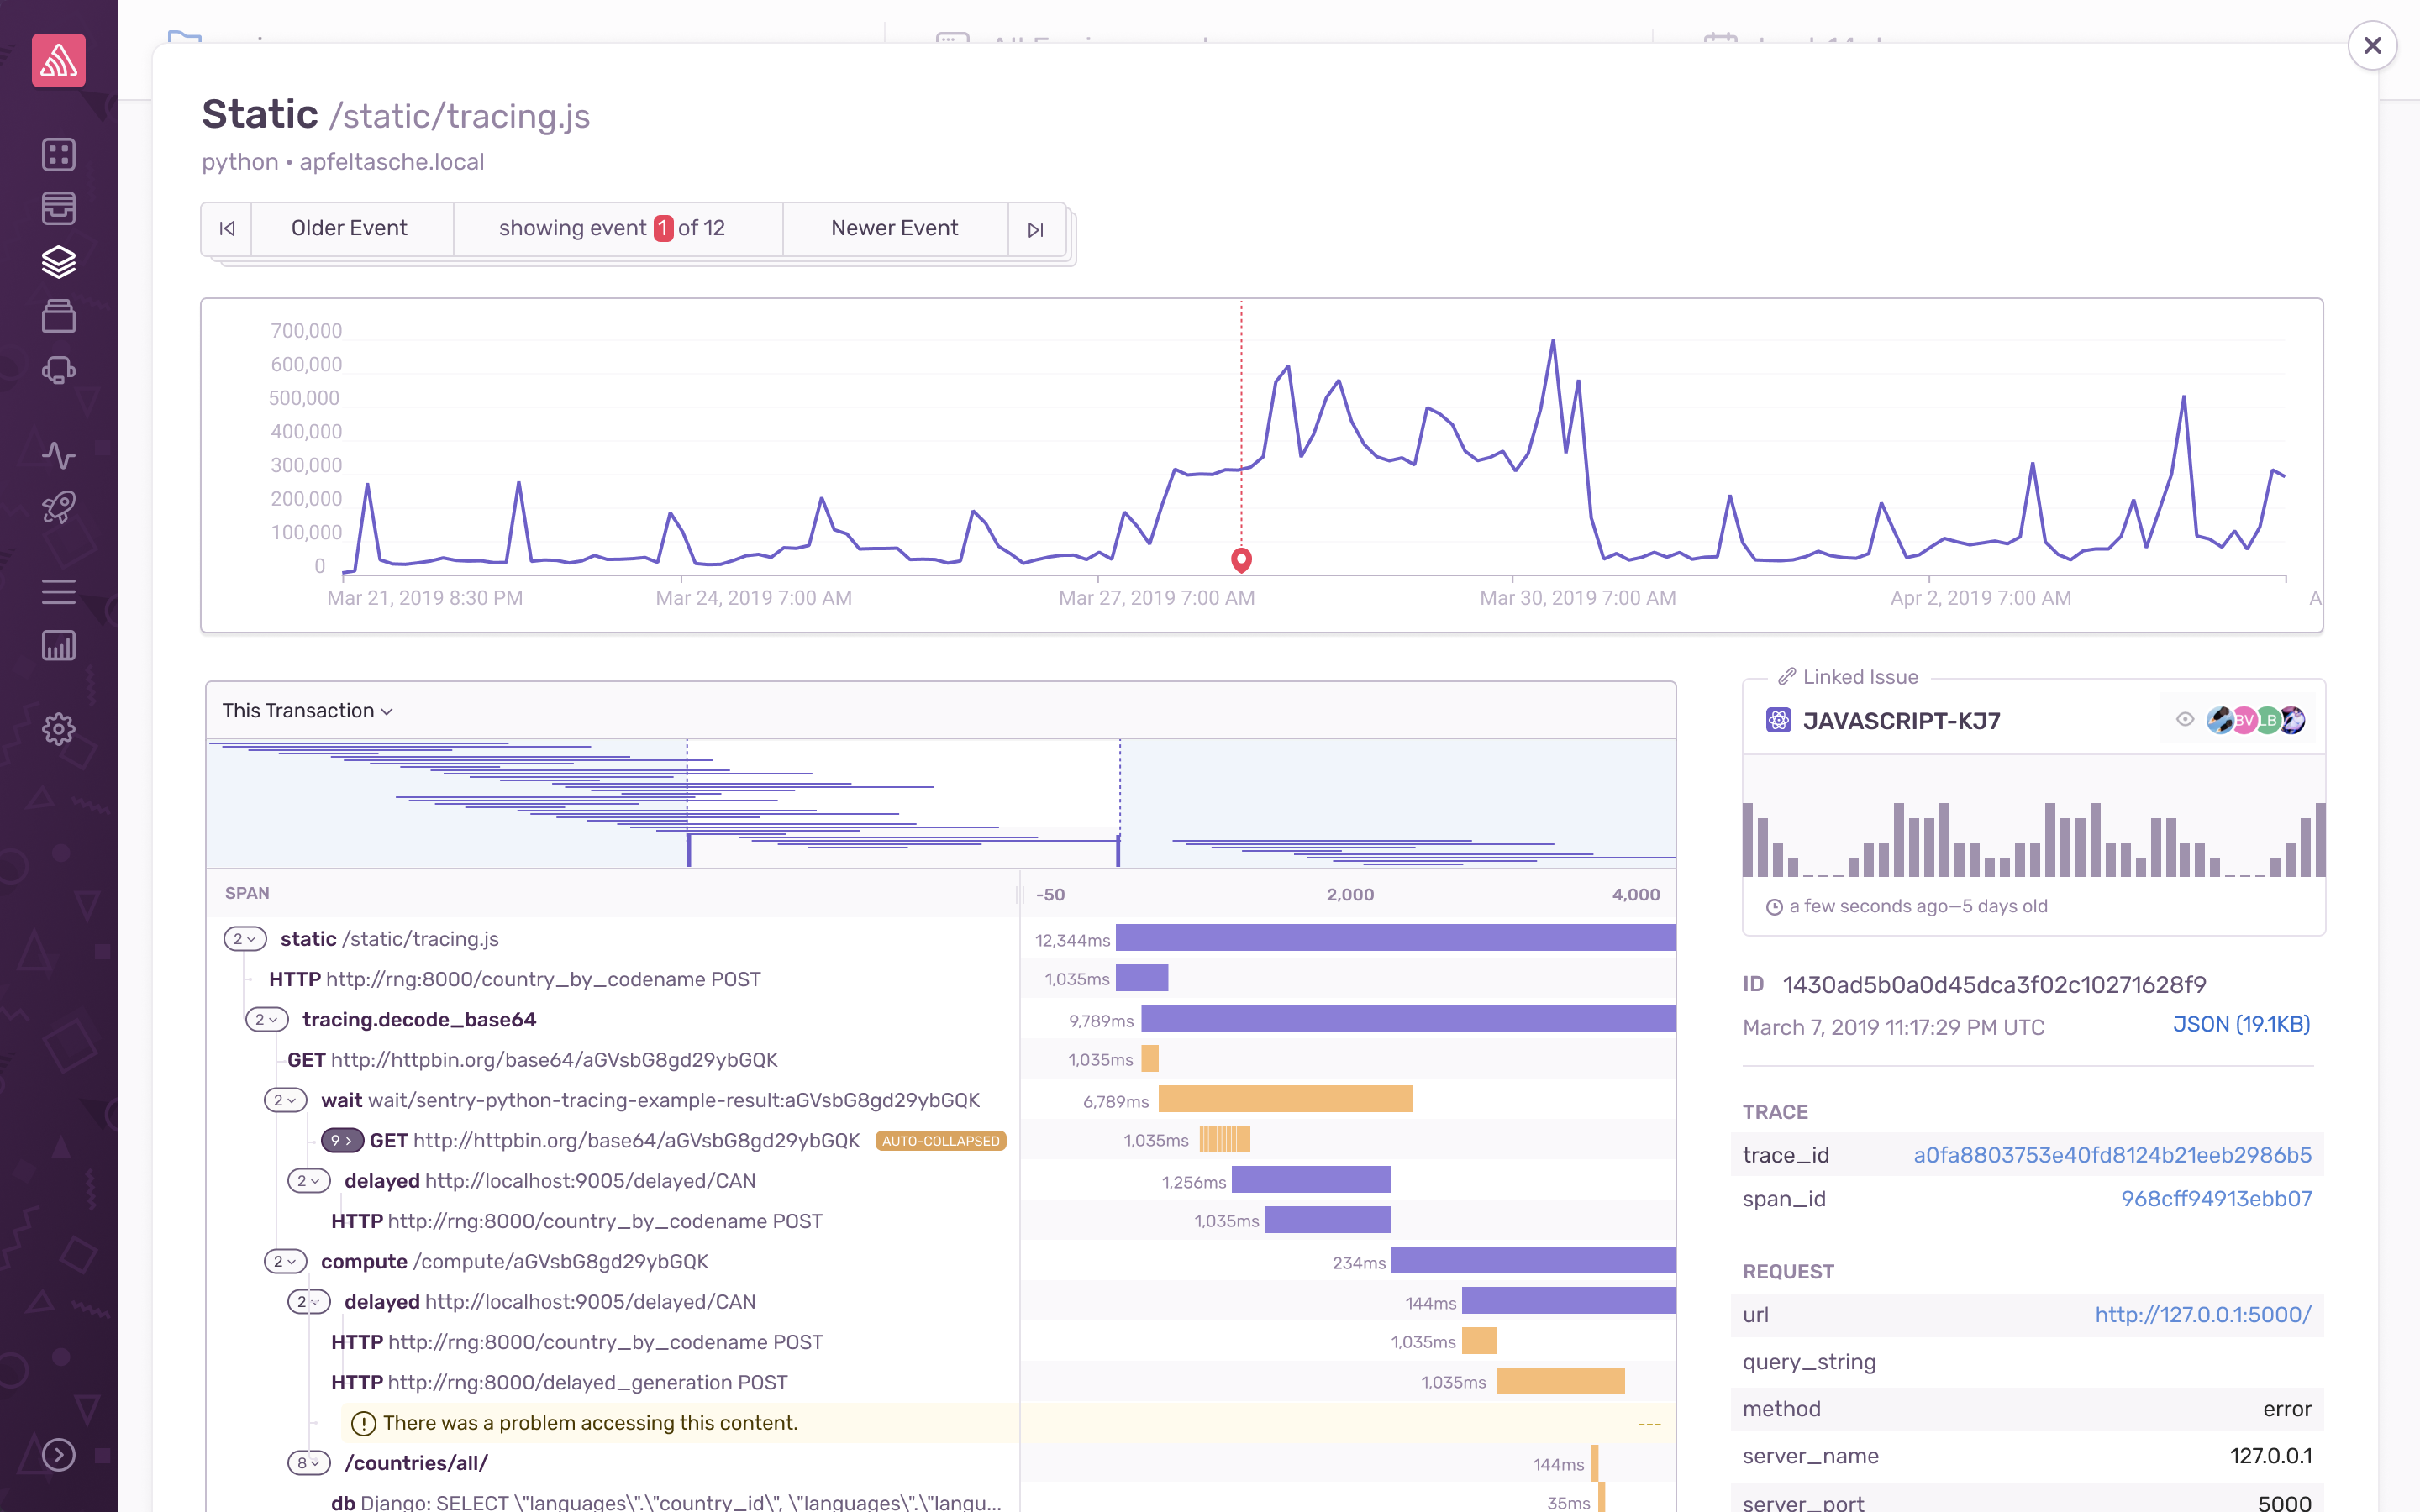 Static /static/tracing.js
python • apfeltasche.local
Older Event
showing event 1 of 12
Newer Event
700,000
600,000
500,000
400,000
300,000
200,000
100,000
0
Mar 21, 2019 8:30 PM
Mar 24, 2019 7:00 AM
Mar 27, 2019 7:00 AM
Mar 30, 2019 7:00 AM
Apr 2, 2019 7:00 AM
A
This Transaction
SPAN
-50
2,000
4,000
2 static /static/tracing.js
12,344ms
HTTP http://rng:8000/country_by_codename POST
1,035ms
2 tracing.decode_base64
9,789ms
GET http://httpbin.org/base64/aGVsbG8gd29ybGQK
1,035ms
2 wait wait/sentry-python-tracing-example-result:aGVsbG8gd29ybGQK
6,789ms
9 GET http://httpbin.org/base64/aGVsbG8gd29ybGQK AUTO-COLLAPSED
1,035ms
2 delayed http://localhost:9005/delayed/CAN
1,256ms
HTTP http://rng:8000/country_by_codename POST
1,035ms
2 compute /compute/aGVsbG8gd29ybGQK
234ms
2 delayed http://localhost:9005/delayed/CAN
144ms
HTTP http://rng:8000/country_by_codename POST
1,035ms
HTTP http://rng:8000/delayed_generation POST
1,035ms
There was a problem accessing this content.
---
8 /countries/all/
144ms
db Django: SELECT \"languages\".\"country_id\", \"languages\".\"langu...
35ms
Linked Issue
JAVASCRIPT-KJ7
BV
LB
a few seconds ago—5 days old
ID 1430ad5b0a0d45dca3f02c10271628f9
March 7, 2019 11:17:29 PM UTC
JSON (19.1KB)
TRACE
trace_id
a0fa8803753e40fd8124b21eeb2986b5
span_id
968cff94913ebb07
REQUEST
url
http://127.0.0.1:5000/
query_string
method
error
server_name
127.0.0.1
server_port
5000